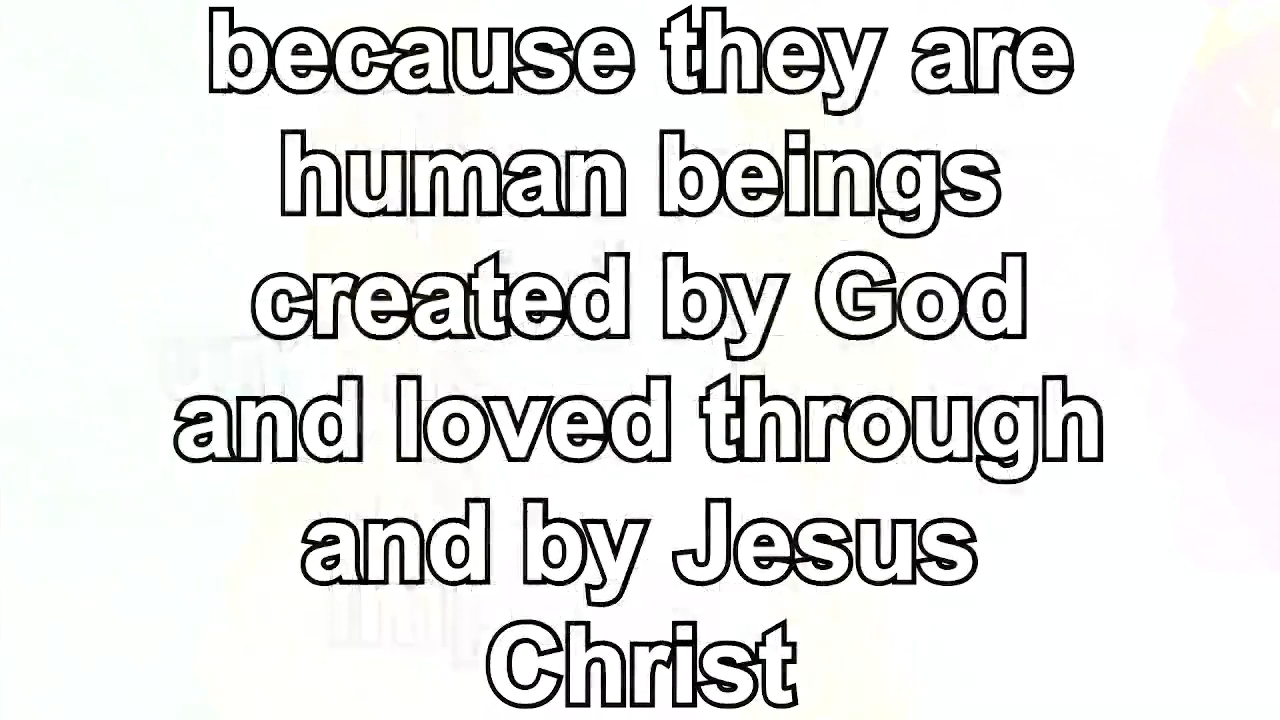 because they are
human beings
created by God
and loved through
and by Jesus
Christ